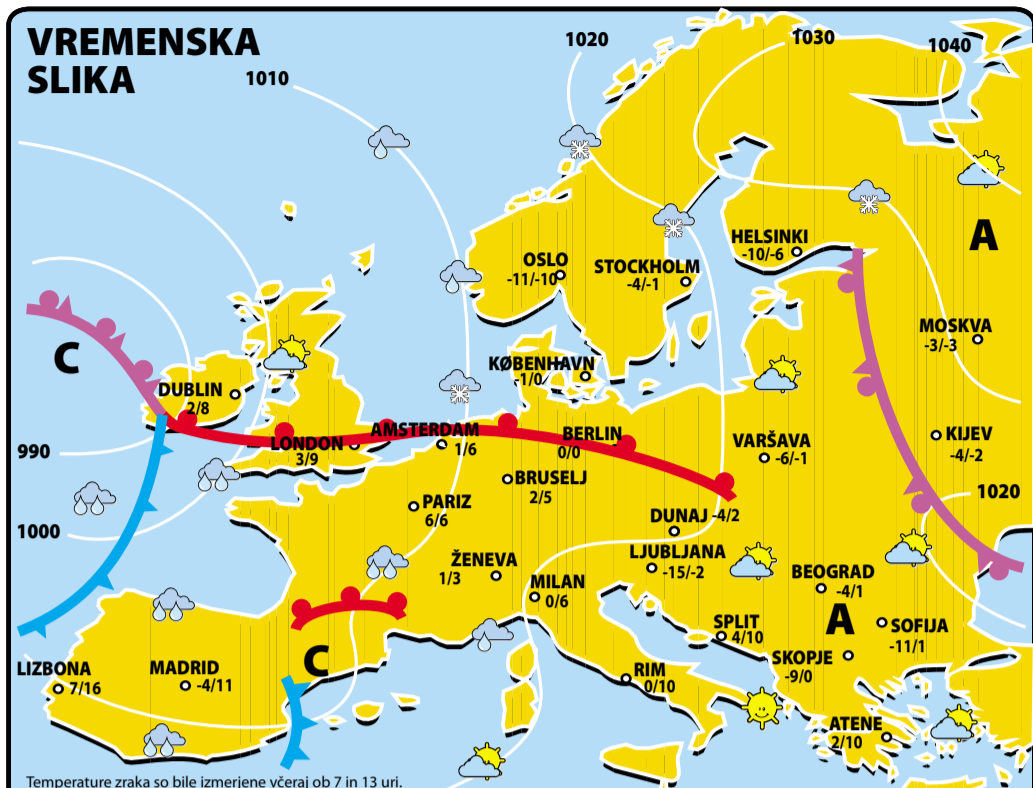 VREMENSKA
SLIKA
1010
1020
1030
1040
A
HELSINKI
-10/-6
OSLO
-11/-10
STOCKHOLM
-4/-1
MOSKVA
-3/-3
C
KØBENHAVN
-1/0
DUBLIN
2/8
LONDON
3/9
AMSTERDAM
1/6
BERLIN
0/0
VARŠAVA
-6/-1
KIJEV
-4/-2
990
BRUSELJ
2/5
1020
PARIZ
6/6
DUNAJ -4/2
1000
ŽENEVA
1/3
LJUBLJANA
-15/-2
MILAN
0/6
BEOGRAD
-4/1
A
SPLIT
4/10
SOFIJA
-11/1
C
LIZBONA
7/16
MADRID
-4/11
RIM
0/10
SKOPJE
-9/0
ATENE
2/10
Temperature zraka so bile izmerjene včeraj ob 7 in 13 uri.